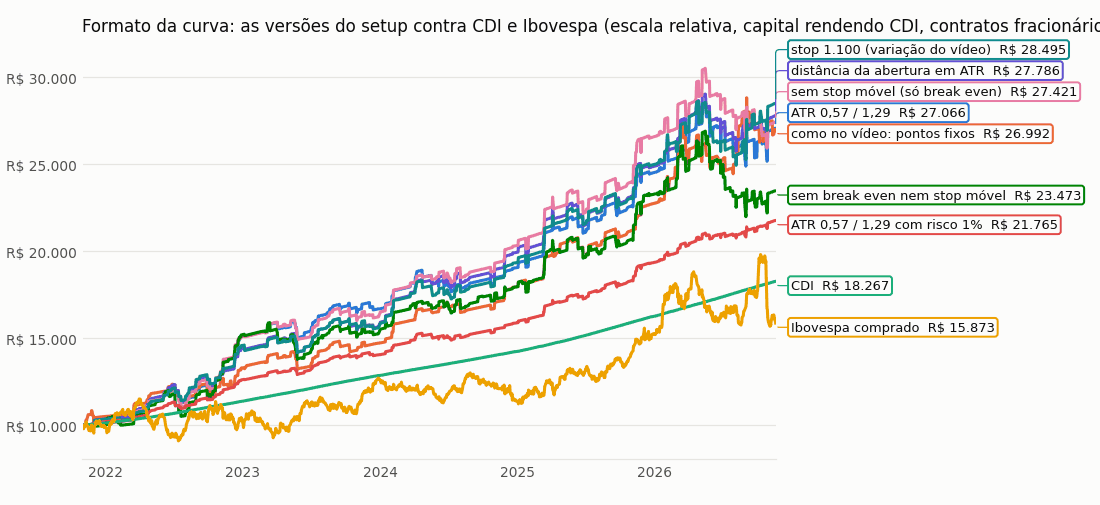 Formato da curva: as versões do setup contra CDI e Ibovespa (escala relativa, capital rendendo CDI, contratos fracionário
R$ 30.000
R$ 25.000
R$ 20.000
R$ 15.000
R$ 10.000
stop 1.100 (variação do vídeo) R$ 28.495
distância da abertura em ATR R$ 27.786
sem stop móvel (só break even) R$ 27.421
ATR 0,57 / 1,29 R$ 27.066
como no vídeo: pontos fixos R$ 26.992
sem break even nem stop móvel R$ 23.473
ATR 0,57 / 1,29 com risco 1% R$ 21.765
CDI R$ 18.267
Ibovespa comprado R$ 15.873
2022
2023
2024
2025
2026